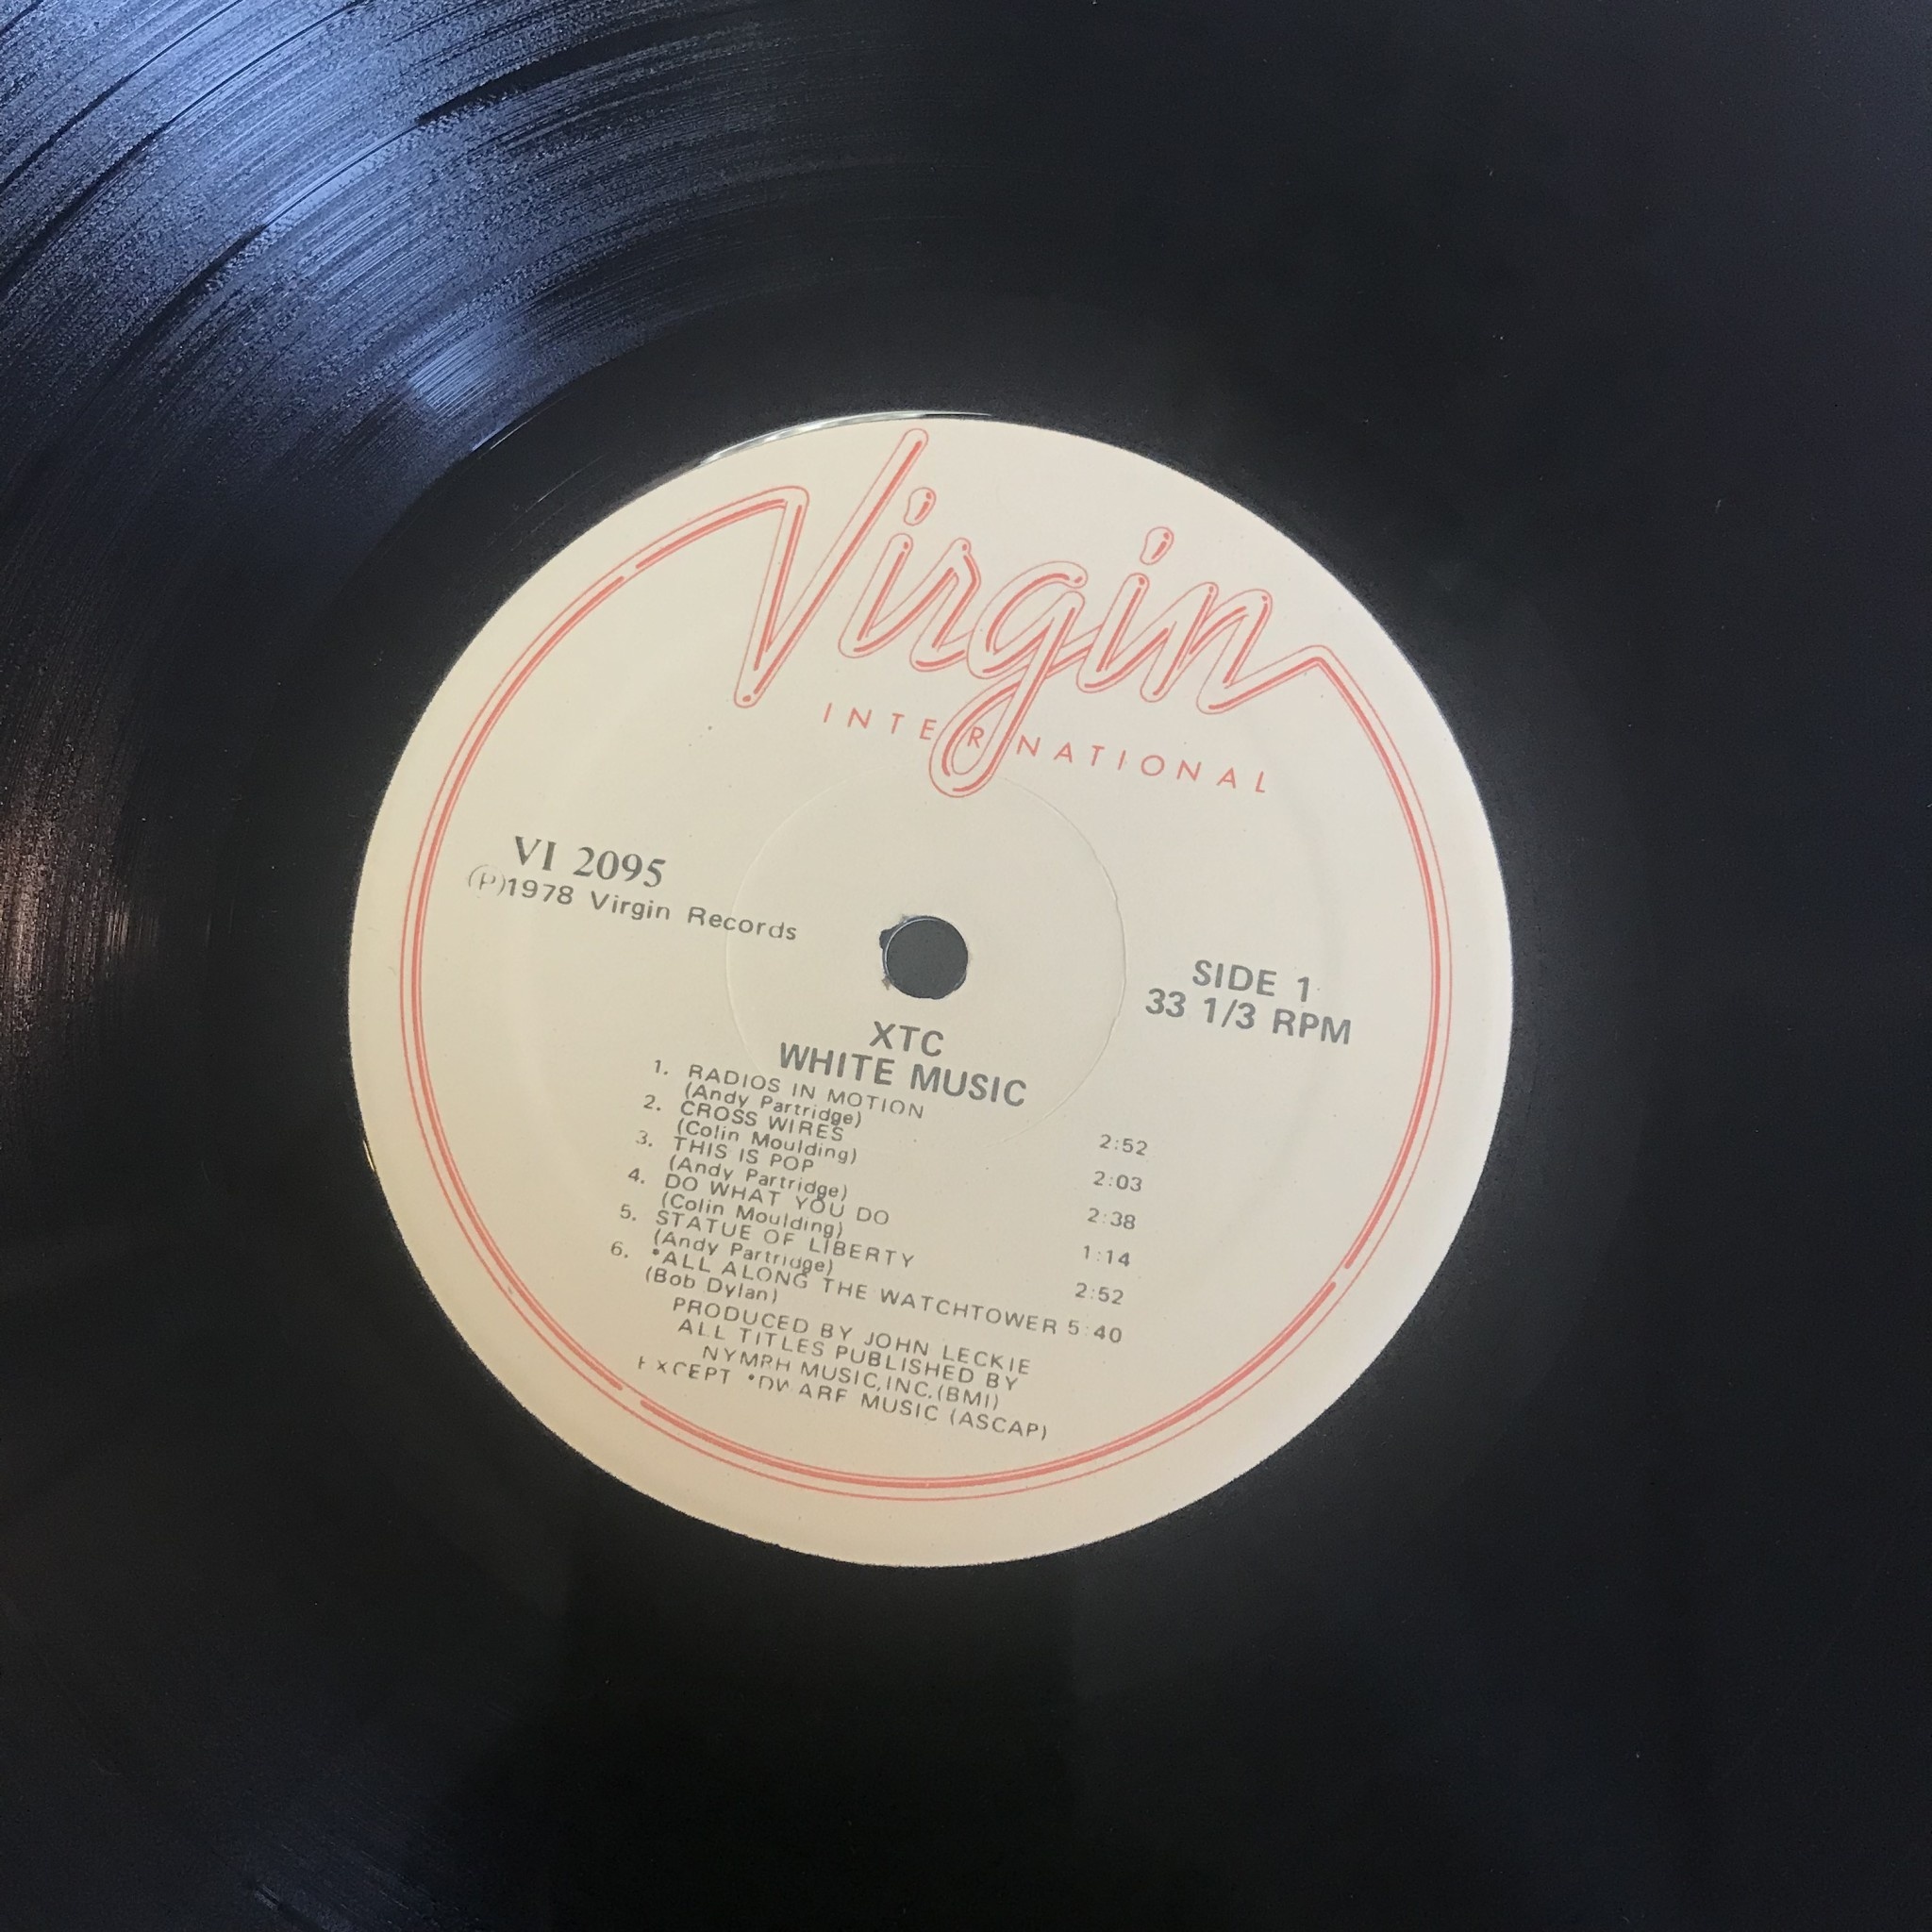 Virgin
INTERNATIONAL
VI 2095
(P)1978 Virgin Records
SIDE 1
33 1/3 RPM
XTC
WHITE MUSIC
1. RADIOS IN MOTION
(Andy Partridge) 2:52
2. CROSS WIRES
(Colin Moulding) 2:03
3. THIS IS POP
(Andy Partridge) 2:38
4. DO WHAT YOU DO
(Colin Moulding) 1:14
5. STATUE OF LIBERTY
(Andy Partridge) 2:52
6. *ALL ALONG THE WATCHTOWER 5:40
(Bob Dylan)
PRODUCED BY JOHN LECKIE
ALL TITLES PUBLISHED BY
NYMPH MUSIC,INC.(BMI)
EXCEPT *DWARF MUSIC (ASCAP)